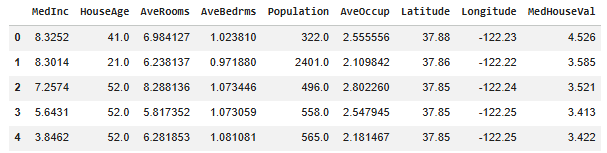 MedInc HouseAge AveRooms AveBedrms Population AveOccup Latitude Longitude MedHouseVal
0 8.3252 41.0 6.984127 1.023810 322.0 2.555556 37.88 -122.23 4.526
1 8.3014 21.0 6.238137 0.971880 2401.0 2.109842 37.86 -122.22 3.585
2 7.2574 52.0 8.288136 1.073446 496.0 2.802260 37.85 -122.24 3.521
3 5.6431 52.0 5.817352 1.073059 558.0 2.547945 37.85 -122.25 3.413
4 3.8462 52.0 6.281853 1.081081 565.0 2.181467 37.85 -122.25 3.422